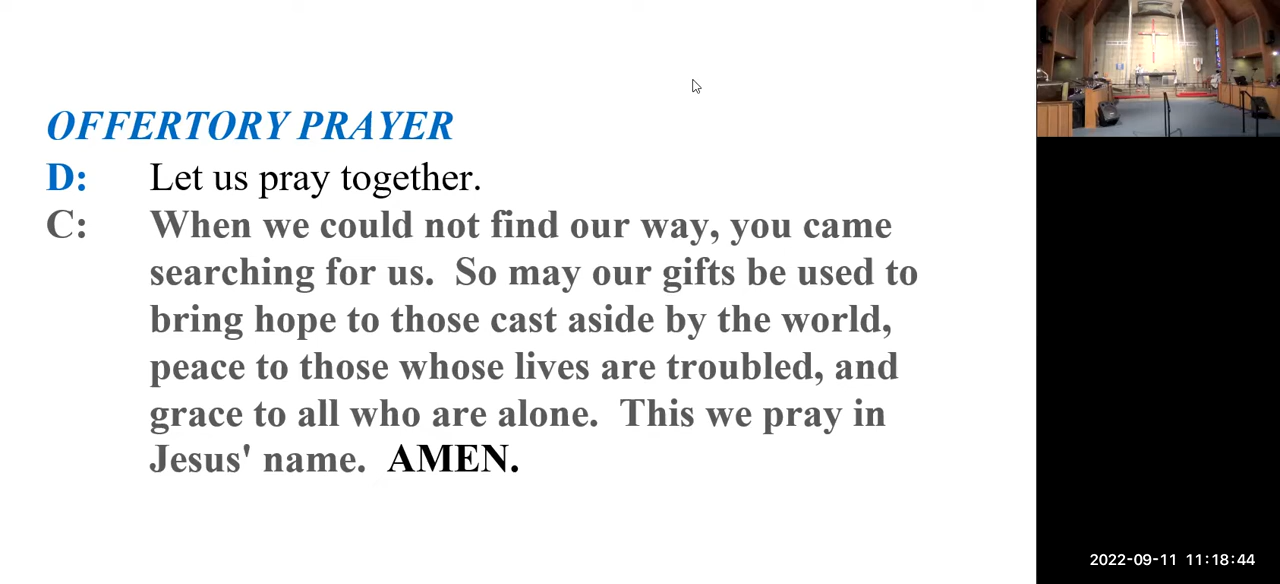 OFFERTORY PRAYER
D: Let us pray together.
C: When we could not find our way, you came
searching for us.  So may our gifts be used to
bring hope to those cast aside by the world,
peace to those whose lives are troubled, and
grace to all who are alone.  This we pray in
Jesus' name.  AMEN.
2022-09-11 11:18:44